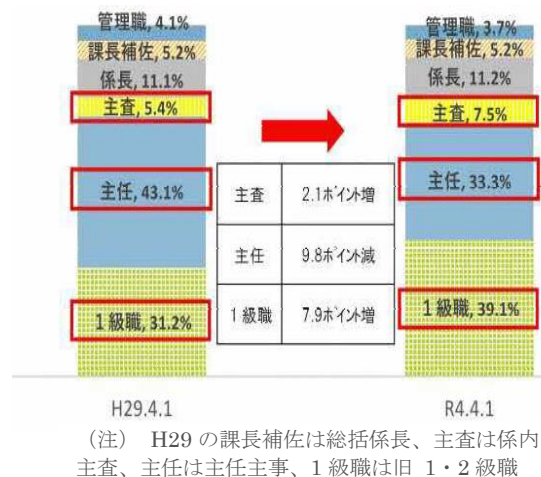 管理職, 4.1%
課長補佐, 5.2%
係長, 11.1%
主査, 5.4%
主任, 43.1%
1級職, 31.2%
H29.4.1
主査 2.1ポイント増
主任 9.8ポイント減
1級職 7.9ポイント増
管理職, 3.7%
課長補佐, 5.2%
係長, 11.2%
主査, 7.5%
主任, 33.3%
1級職, 39.1%
R4.4.1
（注） H29 の課長補佐は総括係長、主査は係内
主査、主任は主任主事、1 級職は旧 1・2 級職